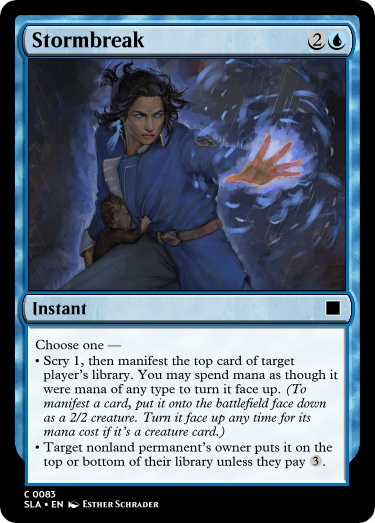 Stormbreak 2
Instant
Choose one —
• Scry 1, then manifest the top card of target
player's library. You may spend mana as though it
were mana of any type to turn it face up. (To
manifest a card, put it onto the battlefield face down
as a 2/2 creature. Turn it face up any time for its
mana cost if it's a creature card.)
• Target nonland permanent's owner puts it on the
top or bottom of their library unless they pay 3.
C 0083
SLA • EN Esther Schrader